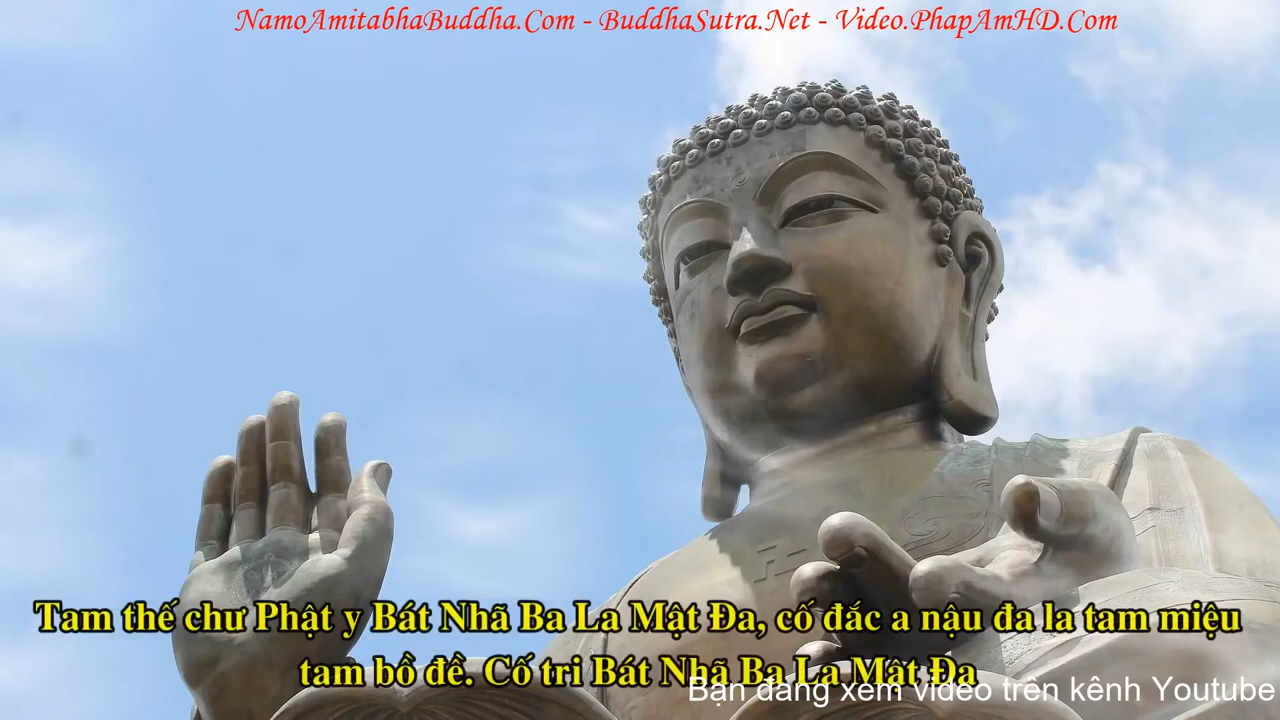 NamoAmitabhaBuddha.Com - BuddhaSutra.Net - Video.PhapAmHD.Com
Tam thế chư Phật y Bát Nhã Ba La Mật Đa, cố đắc a nậu đa la tam miệu
tam bồ đề. Cố tri Bát Nhã Ba La Mật Đa
Bạn đang xem video trên kênh Youtube